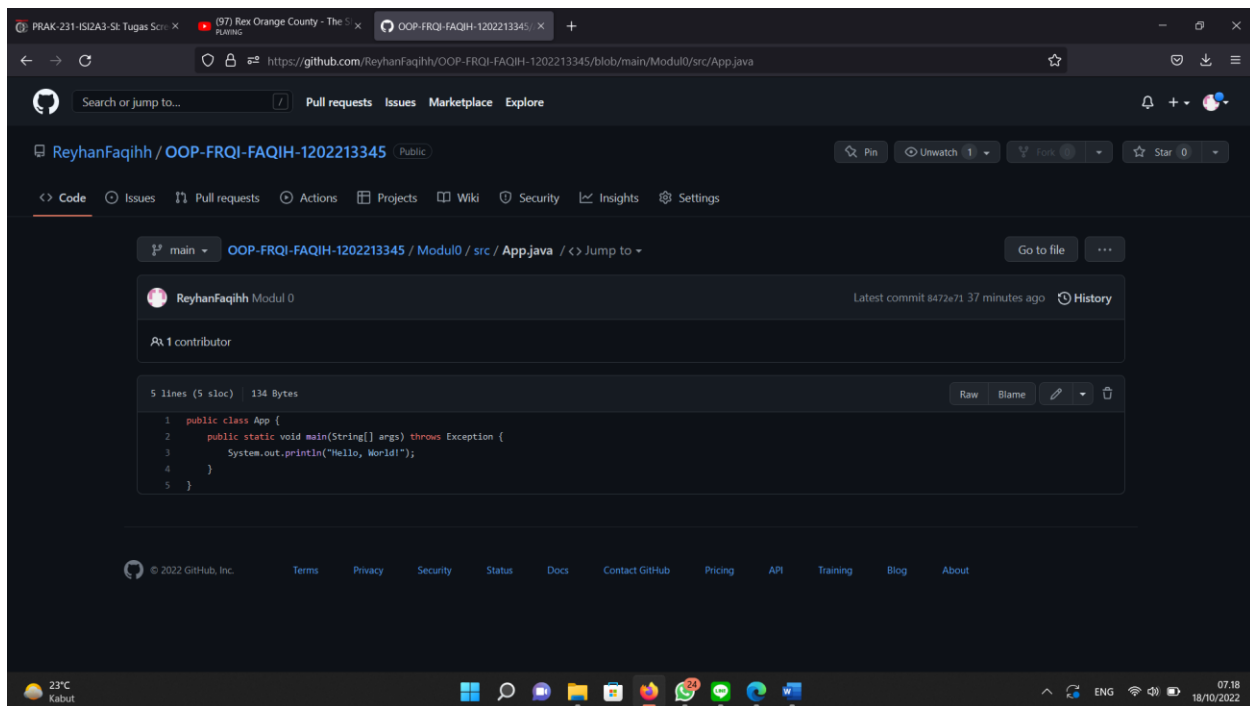 PRAK-231-ISI2A3-SI: Tugas Scre
(97) Rex Orange County - The S
PLAYING
OOP-FRQI-FAQIH-1202213345/
https://github.com/ReyhanFaqihh/OOP-FRQI-FAQIH-1202213345/blob/main/Modul0/src/App.java
Search or jump to... / Pull requests Issues Marketplace Explore
ReyhanFaqihh / OOP-FRQI-FAQIH-1202213345 Public Pin Unwatch 1 Fork 0 Star 0
Code Issues Pull requests Actions Projects Wiki Security Insights Settings
main OOP-FRQI-FAQIH-1202213345 / Modul0 / src / App.java / <> Jump to Go to file ...
ReyhanFaqihh Modul 0 Latest commit 8472e71 37 minutes ago History
1 contributor
5 lines (5 sloc) 134 Bytes Raw Blame
1 public class App {
2 public static void main(String[] args) throws Exception {
3 System.out.println("Hello, World!");
4 }
5 }
© 2022 GitHub, Inc. Terms Privacy Security Status Docs Contact GitHub Pricing API Training Blog About
23°C
Kabut
24
ENG
07.18
18/10/2022